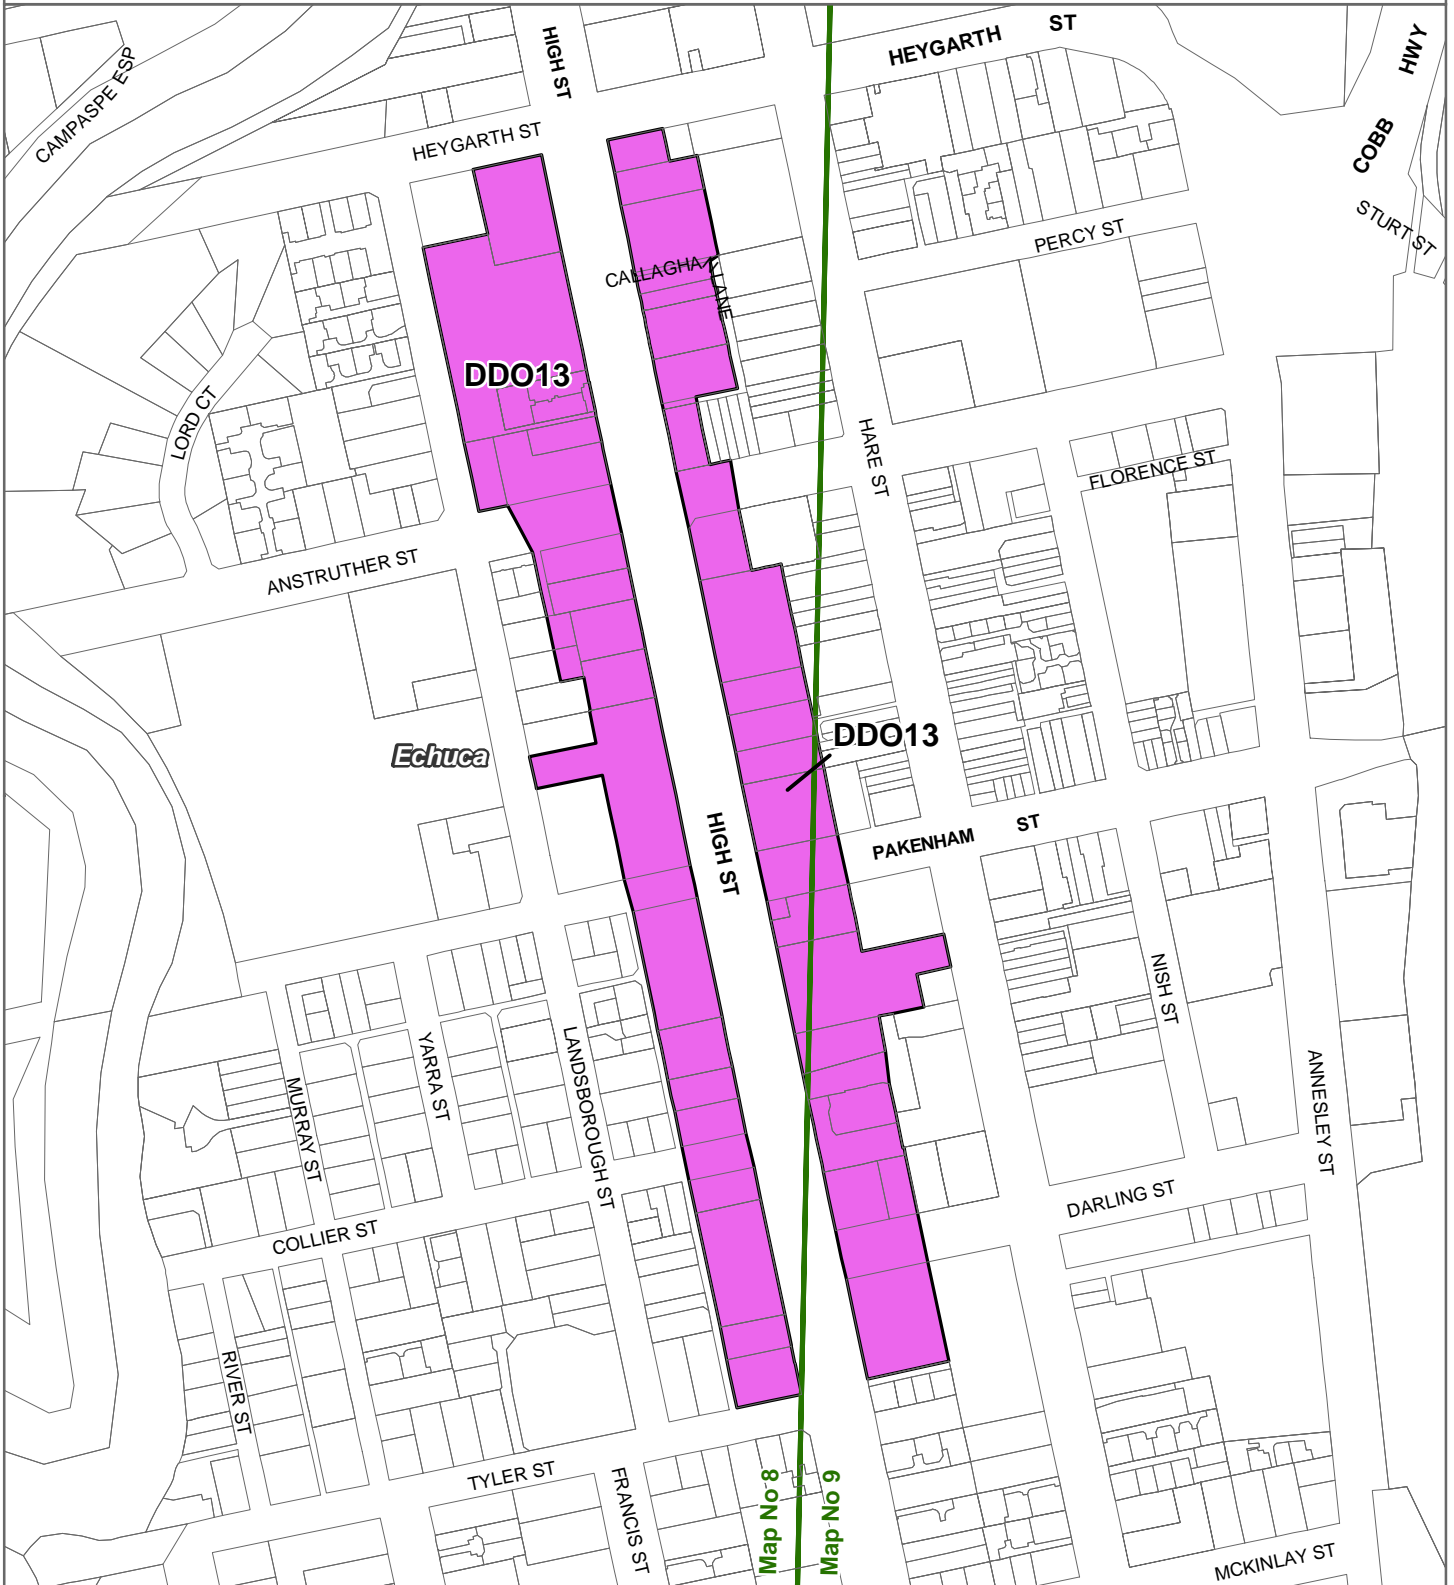 HEYGARTH ST
HIGH ST
COBB HWY
CAMPASPE ESP
HEYGARTH ST
STURT ST
PERCY ST
CALLAGHAN LANE
DDO13
LORD CT
HARE ST
FLORENCE ST
ANSTRUTHER ST
DDO13
Echuca
HIGH ST
PAKENHAM ST
NISH ST
YARRA ST
LANDSBOROUGH ST
MURRAY ST
ANNESLEY ST
DARLING ST
COLLIER ST
RIVER ST
TYLER ST
FRANCIS ST
Map No 8
Map No 9
MCKINLAY ST